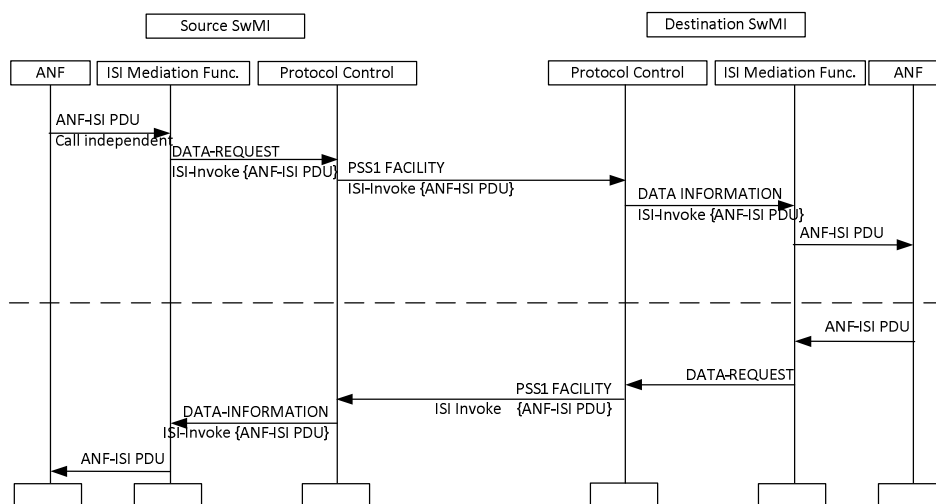 Source SwMI
Destination SwMI
ANF
ISI Mediation Func.
Protocol Control
Protocol Control
ISI Mediation Func.
ANF
ANF-ISI PDU
Call independent
DATA-REQUEST
ISI-Invoke {ANF-ISI PDU}
PSS1 FACILITY
ISI-Invoke {ANF-ISI PDU}
DATA INFORMATION
ISI-Invoke {ANF-ISI PDU}
ANF-ISI PDU
ANF-ISI PDU
DATA-REQUEST
PSS1 FACILITY
ISI Invoke {ANF-ISI PDU}
DATA-INFORMATION
ISI-Invoke {ANF-ISI PDU}
ANF-ISI PDU